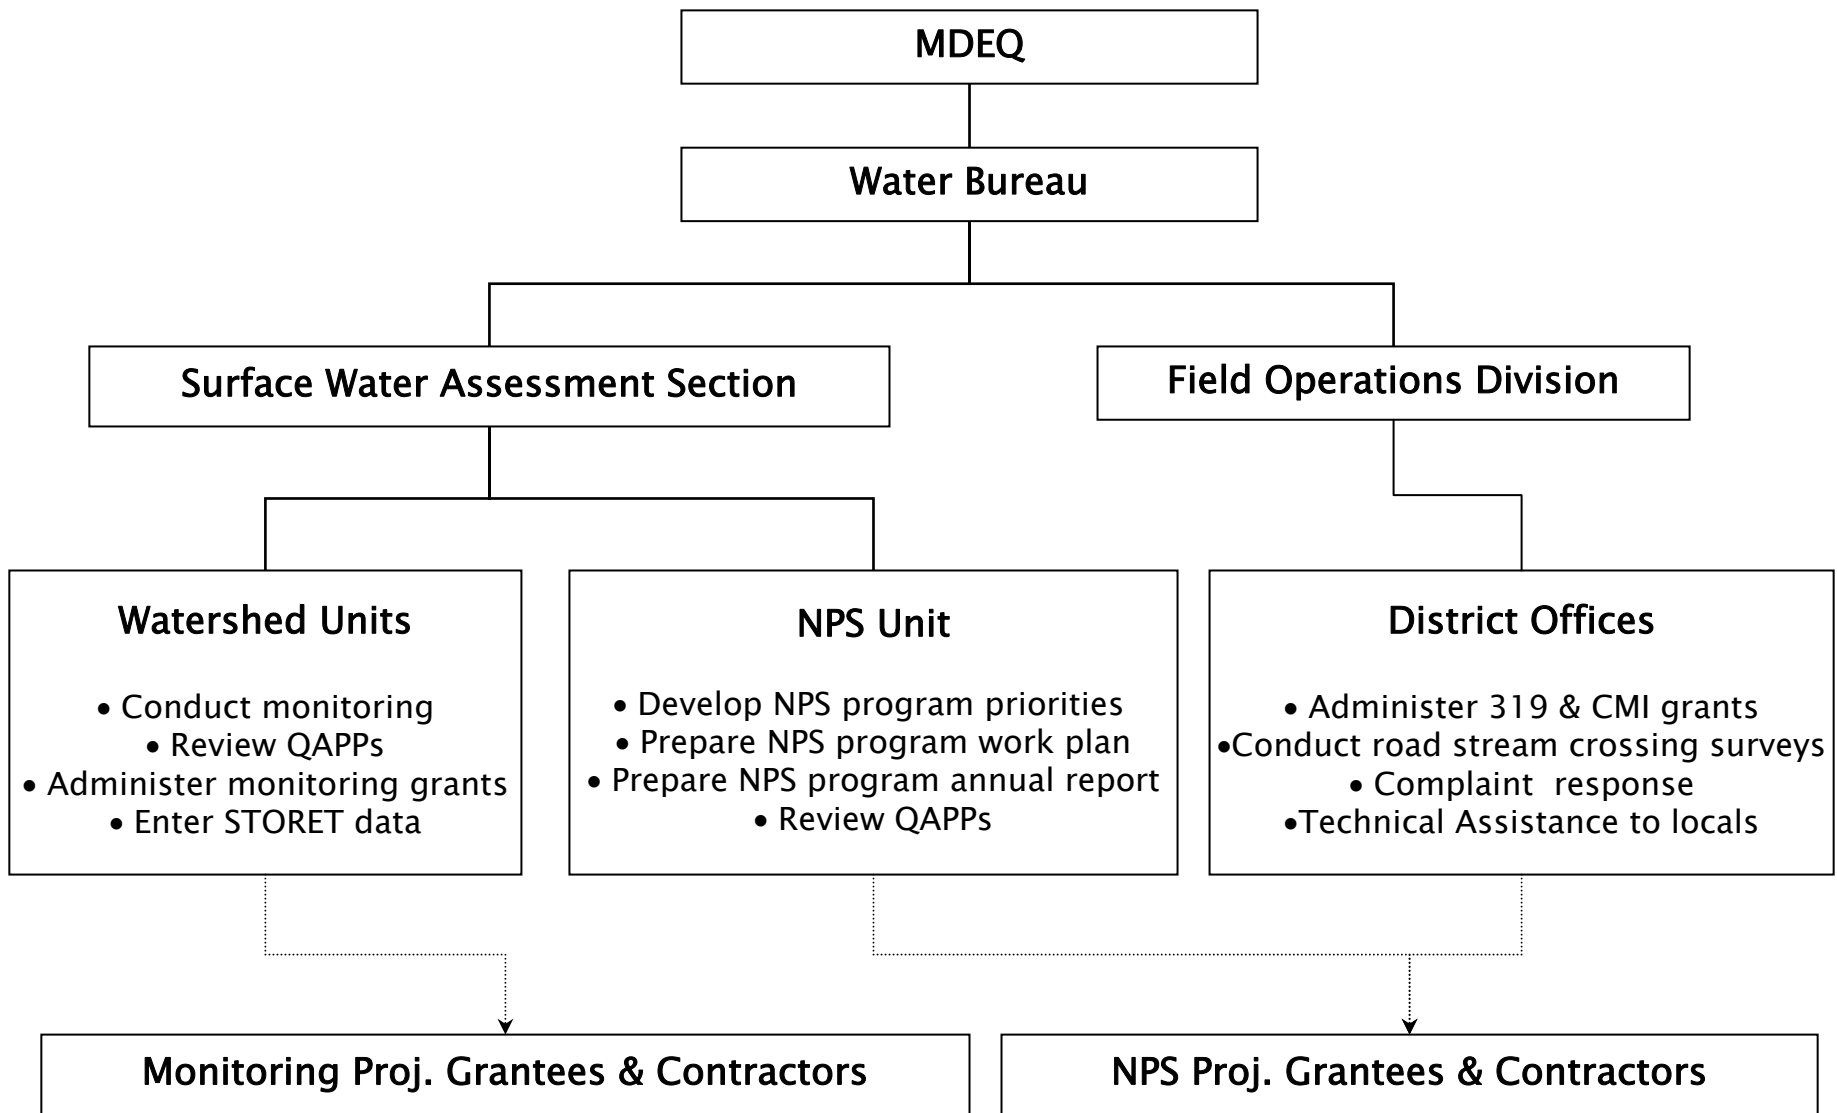 MDEQ
Water Bureau
Surface Water Assessment Section
Field Operations Division
Watershed Units
• Conduct monitoring
• Review QAPPs
• Administer monitoring grants
• Enter STORET data
NPS Unit
• Develop NPS program priorities
• Prepare NPS program work plan
• Prepare NPS program annual report
• Review QAPPs
District Offices
• Administer 319 & CMI grants
•Conduct road stream crossing surveys
• Complaint  response
•Technical Assistance to locals
Monitoring Proj. Grantees & Contractors
NPS Proj. Grantees & Contractors